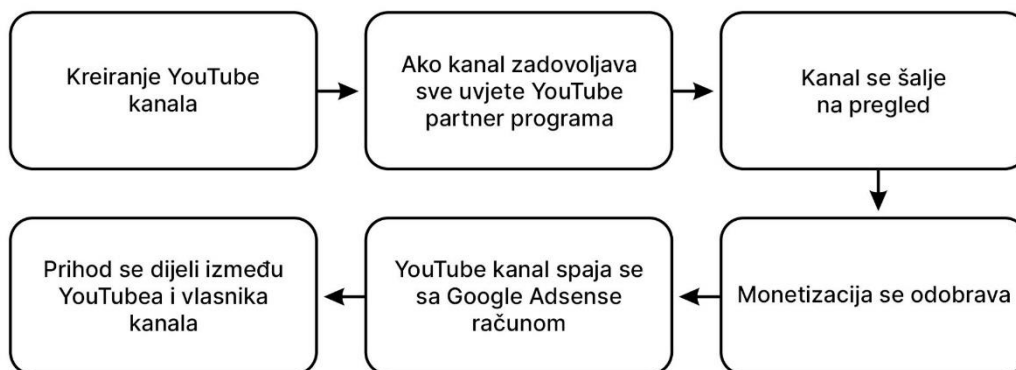 Kreiranje YouTube
kanala
Ako kanal zadovoljava
sve uvjete YouTube
partner programa
Kanal se šalje
na pregled
Monetizacija se odobrava
YouTube kanal spaja se
sa Google Adsense
računom
Prihod se dijeli između
YouTubea i vlasnika
kanala